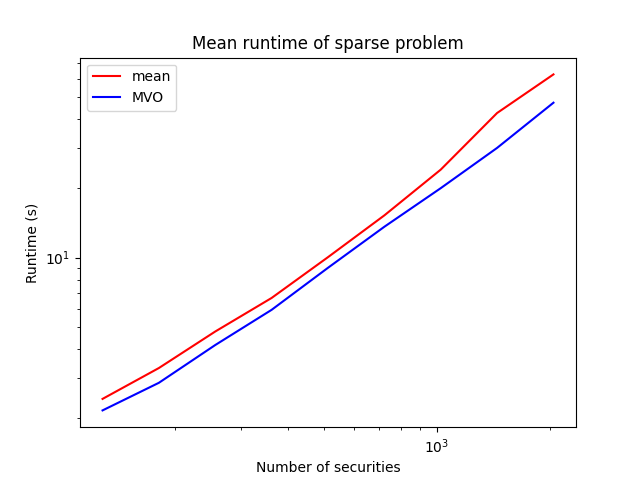 Mean runtime of sparse problem
mean
MVO
Runtime (s)
10¹
10³
Number of securities